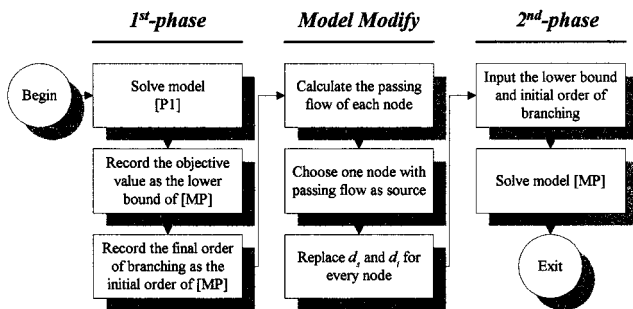 1st-phase
Model Modify
2nd-phase
Begin
Solve model
[P1]
Record the objective
value as the lower
bound of [MP]
Record the final order
of branching as the
initial order of [MP]
Calculate the passing
flow of each node
Choose one node with
passing flow as source
Replace ds and di for
every node
Input the lower bound
and initial order of
branching
Solve model [MP]
Exit